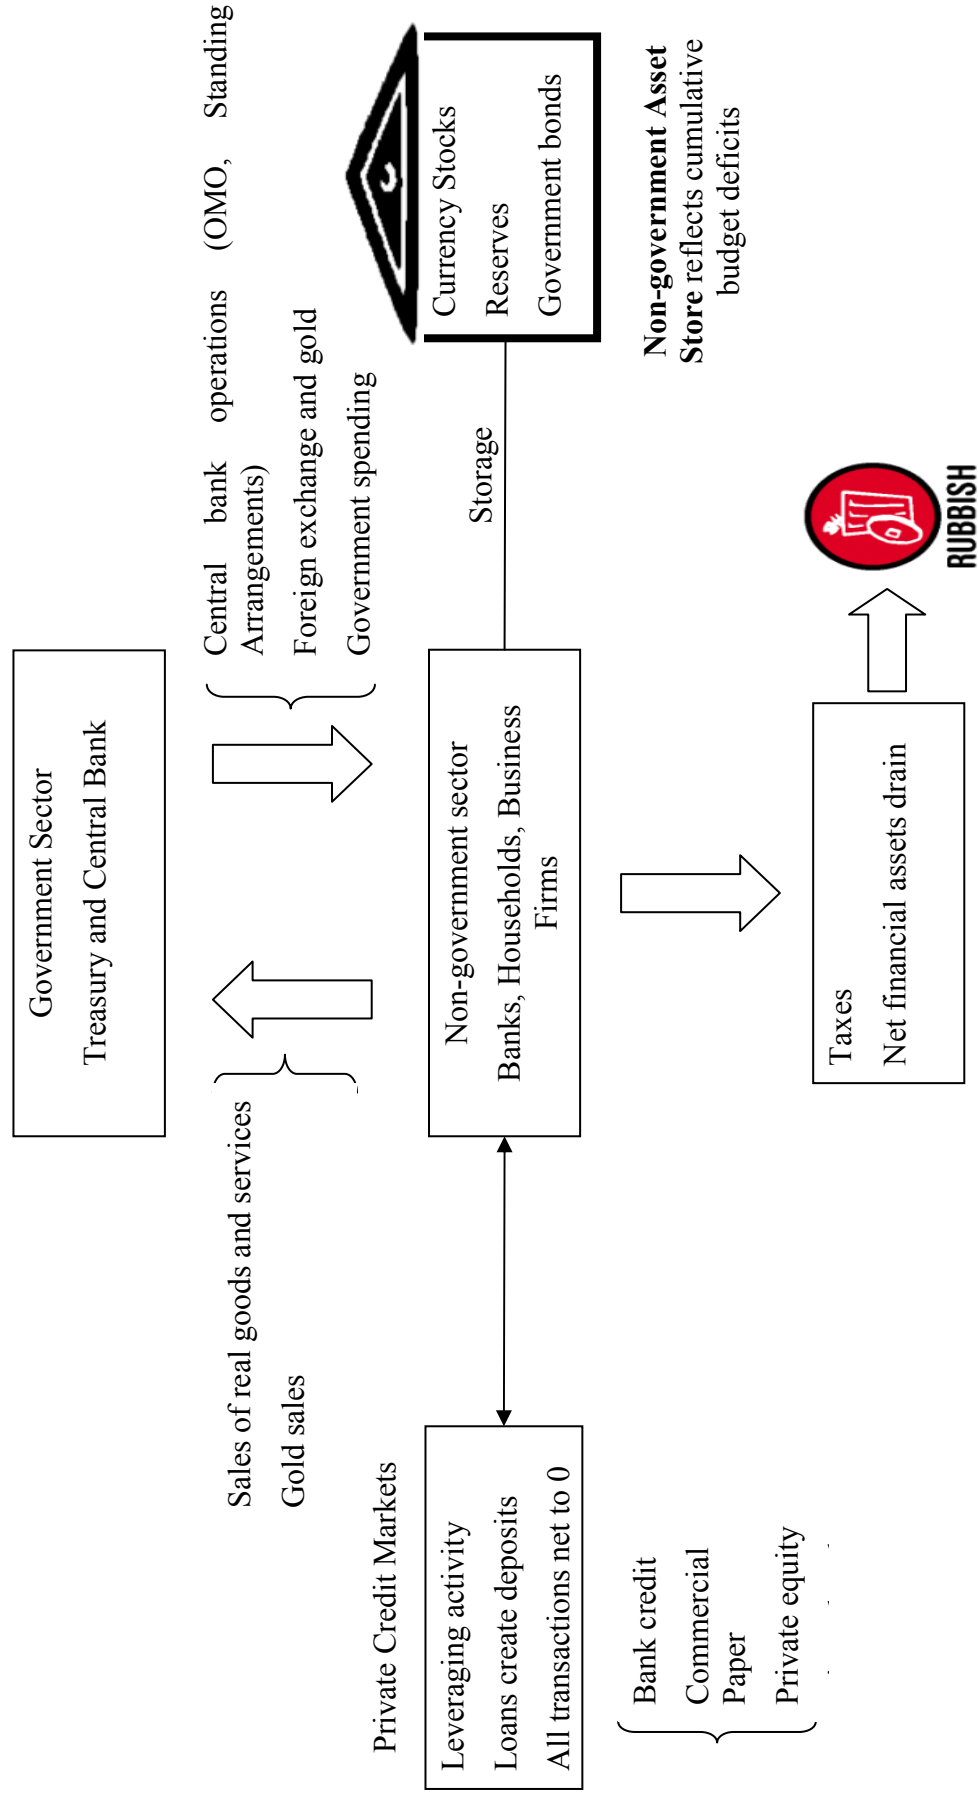 Government Sector
Treasury and Central Bank
Sales of real goods and services
Gold sales
Central bank operations (OMO, Standing
Arrangements)
Foreign exchange and gold
Government spending
Private Credit Markets
Leveraging activity
Loans create deposits
All transactions net to 0
Bank credit
Commercial
Paper
Private equity
Non-government sector
Banks, Households, Business
Firms
Storage
Currency Stocks
Reserves
Government bonds
Non-government Asset
Store reflects cumulative
budget deficits
Taxes
Net financial assets drain
RUBBISH